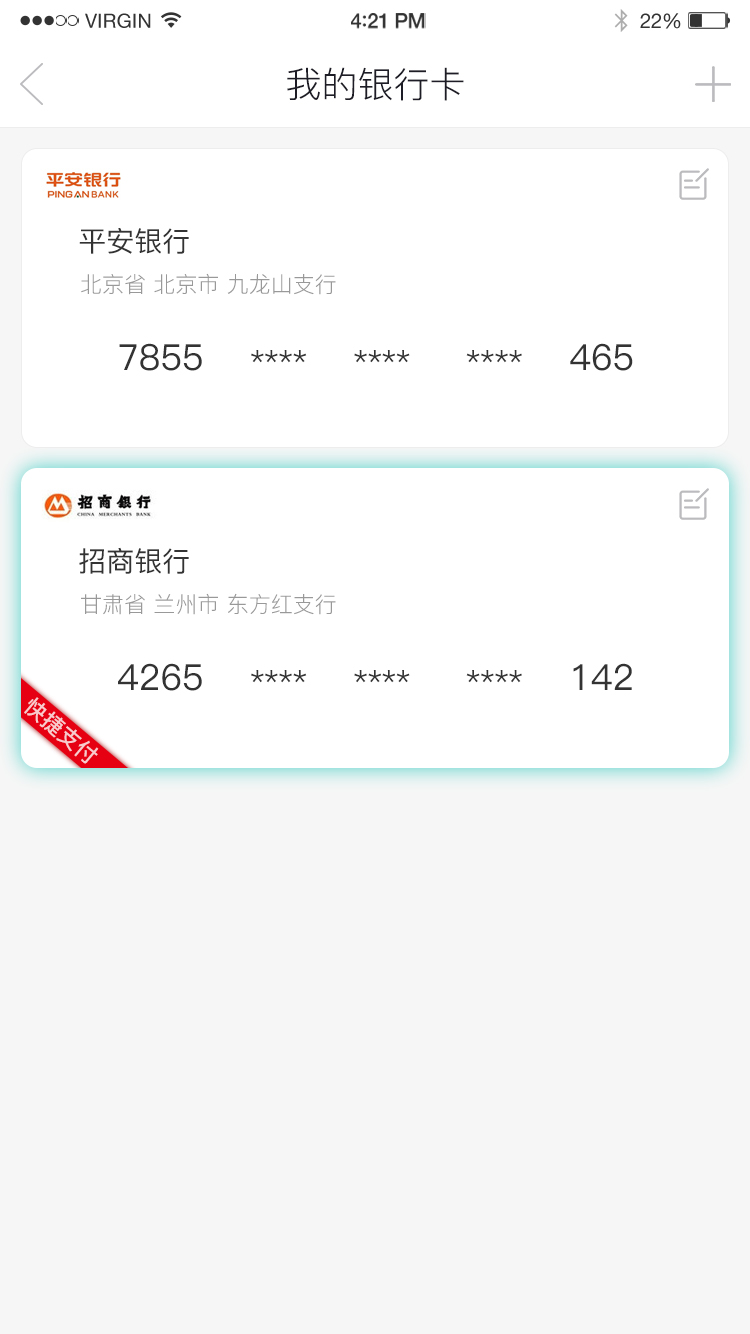 VIRGIN 4:21 PM 22%
我的银行卡
平安银行
PINGAN BANK
平安银行
北京省 北京市 九龙山支行
7855 **** **** **** 465
招商银行
CHINA MERCHANTS BANK
招商银行
甘肃省 兰州市 东方红支行
4265 **** **** **** 142
快捷支付